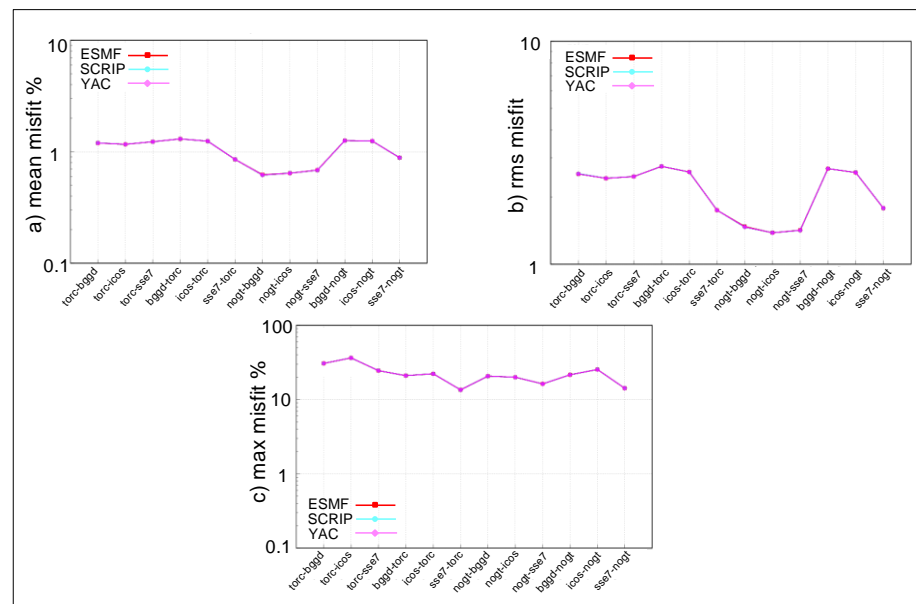 a) mean misfit %
10
1
0.1
ESMF
SCRIP
YAC
torc-bggd
torc-icos
torc-sse7
bggd-torc
icos-torc
sse7-torc
nogt-bggd
nogt-icos
nogt-sse7
bggd-nogt
icos-nogt
sse7-nogt
b) rms misfit
10
1
ESMF
SCRIP
YAC
torc-bggd
torc-icos
torc-sse7
bggd-torc
icos-torc
sse7-torc
nogt-bggd
nogt-icos
nogt-sse7
bggd-nogt
icos-nogt
sse7-nogt
c) max misfit %
100
10
1
0.1
ESMF
SCRIP
YAC
torc-bggd
torc-icos
torc-sse7
bggd-torc
icos-torc
sse7-torc
nogt-bggd
nogt-icos
nogt-sse7
bggd-nogt
icos-nogt
sse7-nogt